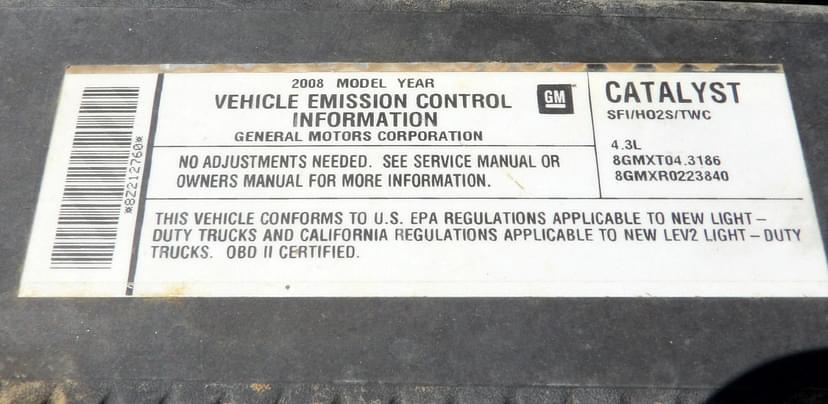 *8Z212760*
2008 MODEL YEAR
VEHICLE EMISSION CONTROL
INFORMATION
GENERAL MOTORS CORPORATION
GM
NO ADJUSTMENTS NEEDED. SEE SERVICE MANUAL OR
OWNERS MANUAL FOR MORE INFORMATION.
CATALYST
SFI/HO2S/TWC
4.3L
8GMXT04.3186
8GMXR0223840
THIS VEHICLE CONFORMS TO U.S. EPA REGULATIONS APPLICABLE TO NEW LIGHT-
DUTY TRUCKS AND CALIFORNIA REGULATIONS APPLICABLE TO NEW LEV2 LIGHT-DUTY
TRUCKS. OBD II CERTIFIED.